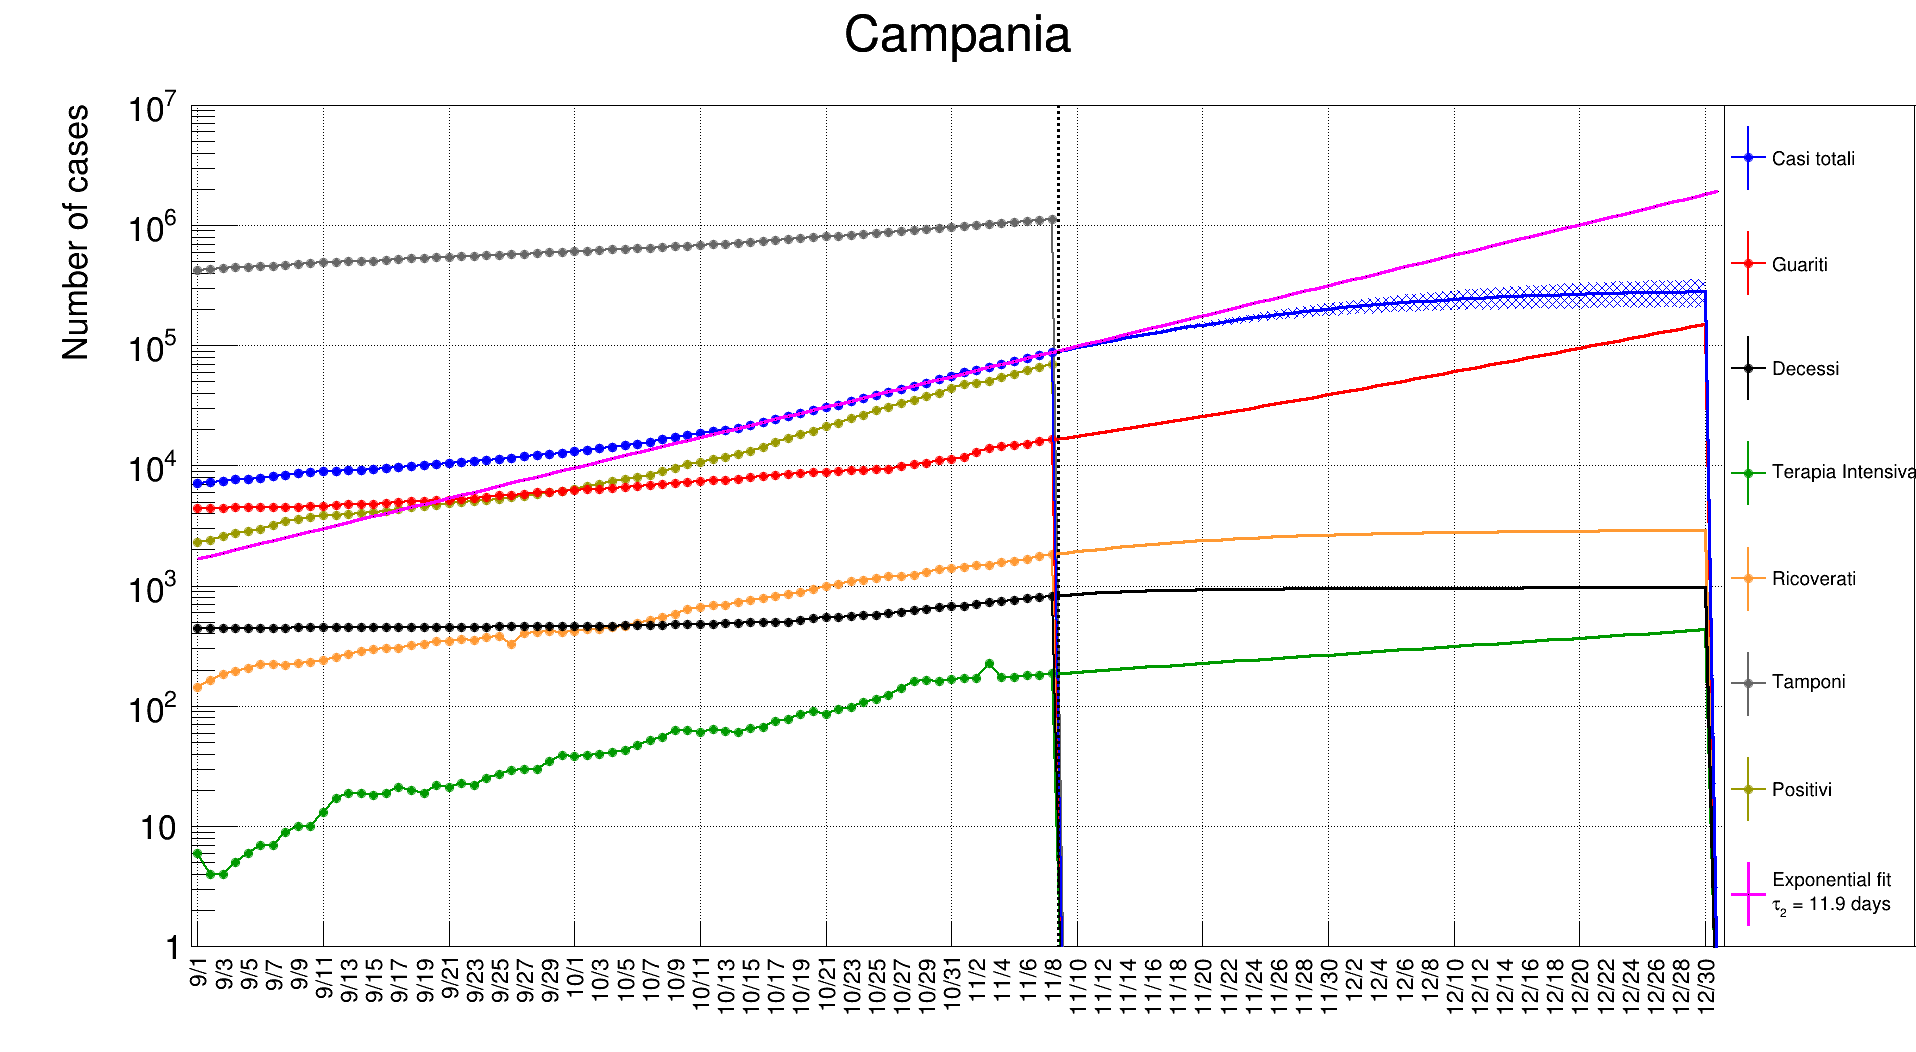 Campania
Number of cases
10^7
10^6
10^5
10^4
10^3
10^2
10
1
9/1 9/3 9/5 9/7 9/9 9/11 9/13 9/15 9/17 9/19 9/21 9/23 9/25 9/27 9/29 10/1 10/3 10/5 10/7 10/9 10/11 10/13 10/15 10/17 10/19 10/21 10/23 10/25 10/27 10/29 10/31 11/2 11/4 11/6 11/8 11/10 11/12 11/14 11/16 11/18 11/20 11/22 11/24 11/26 11/28 11/30 12/2 12/4 12/6 12/8 12/10 12/12 12/14 12/16 12/18 12/20 12/22 12/24 12/26 12/28 12/30
Casi totali
Guariti
Decessi
Terapia Intensiva
Ricoverati
Tamponi
Positivi
Exponential fit
τ_2 = 11.9 days